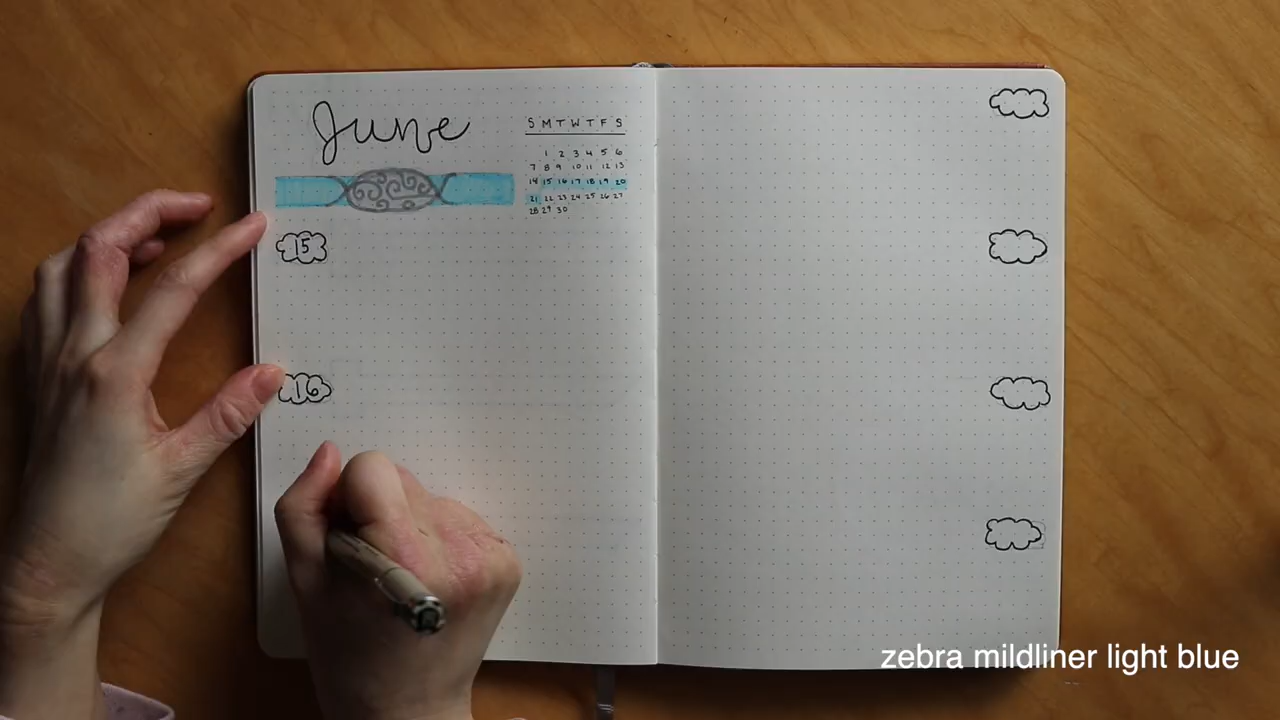 June
S M T W T F S
1 2 3 4 5 6
7 8 9 10 11 12 13
14 15 16 17 18 19 20
21 22 23 24 25 26 27
28 29 30
15
16
zebra mildliner light blue